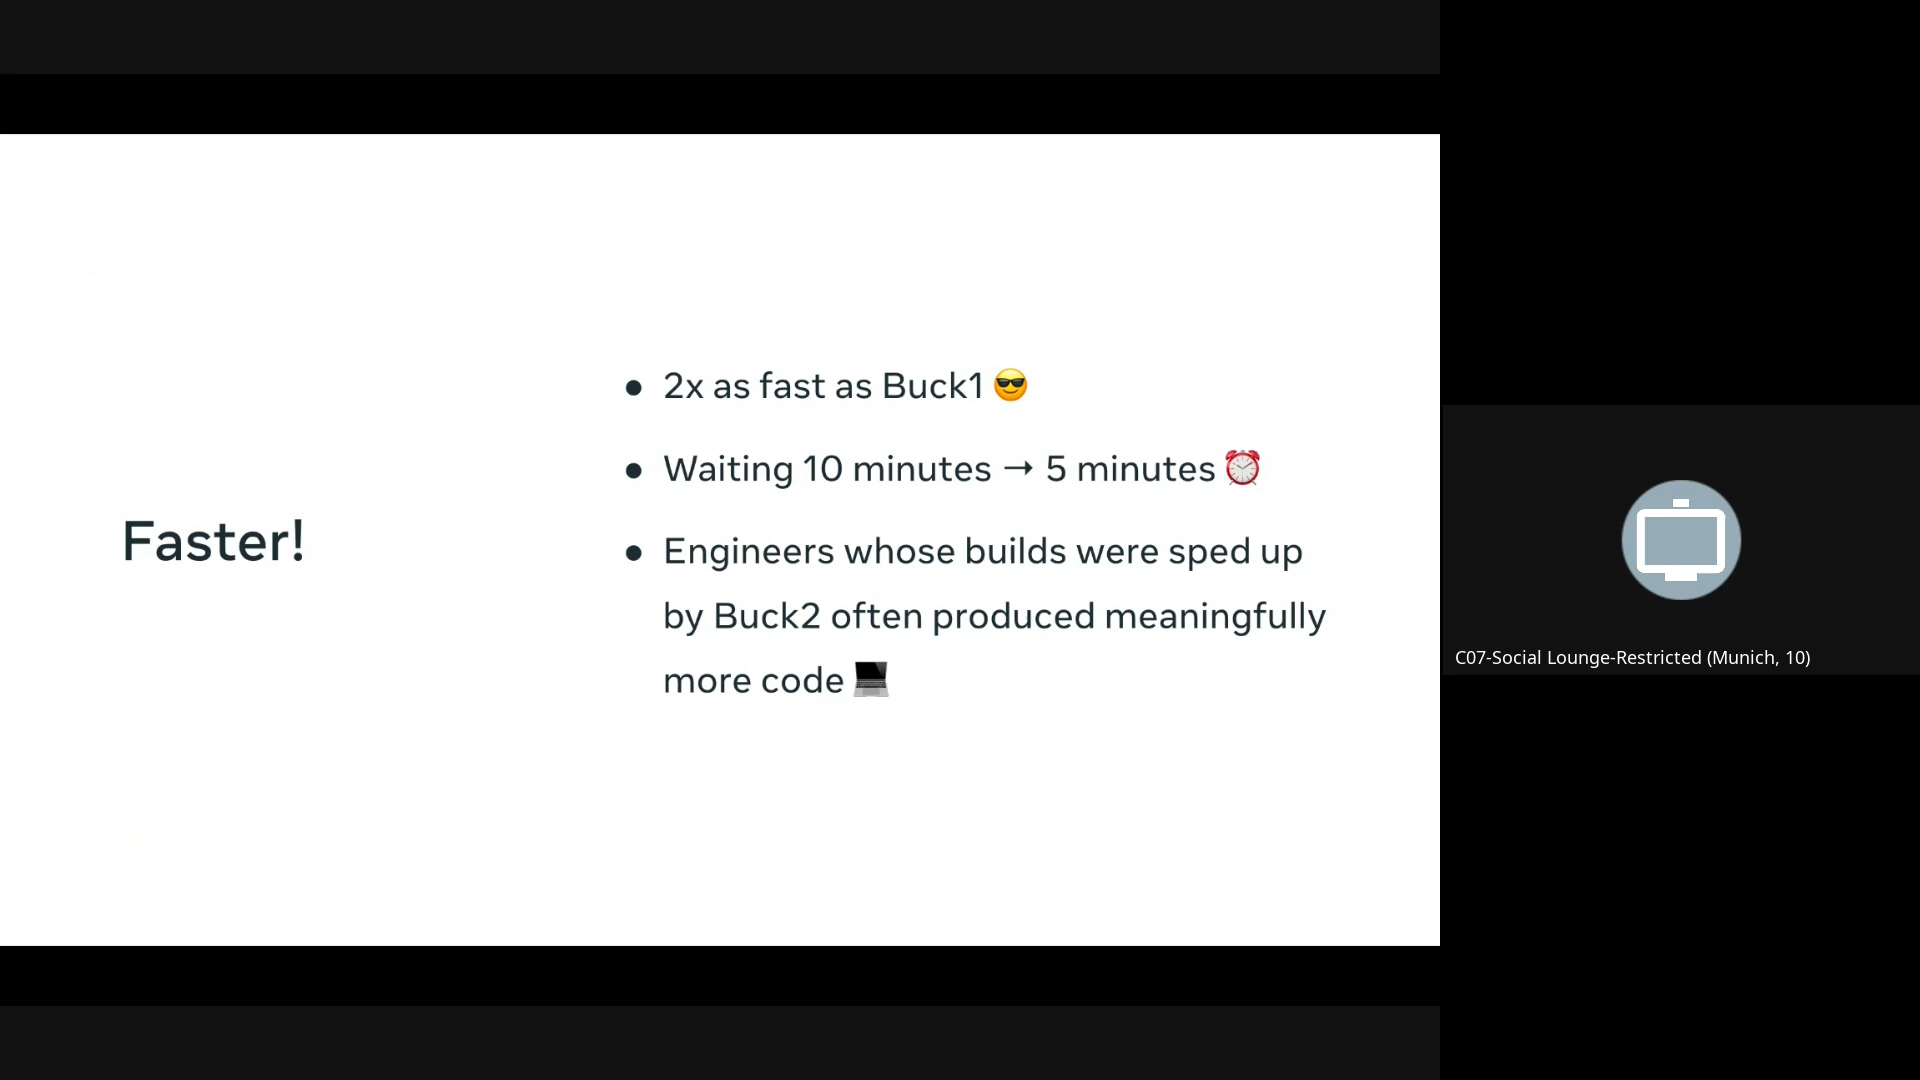 Faster!
● 2x as fast as Buck1 😎
● Waiting 10 minutes → 5 minutes ⏰
● Engineers whose builds were sped up
by Buck2 often produced meaningfully
more code 💻
C07-Social Lounge-Restricted (Munich, 10)